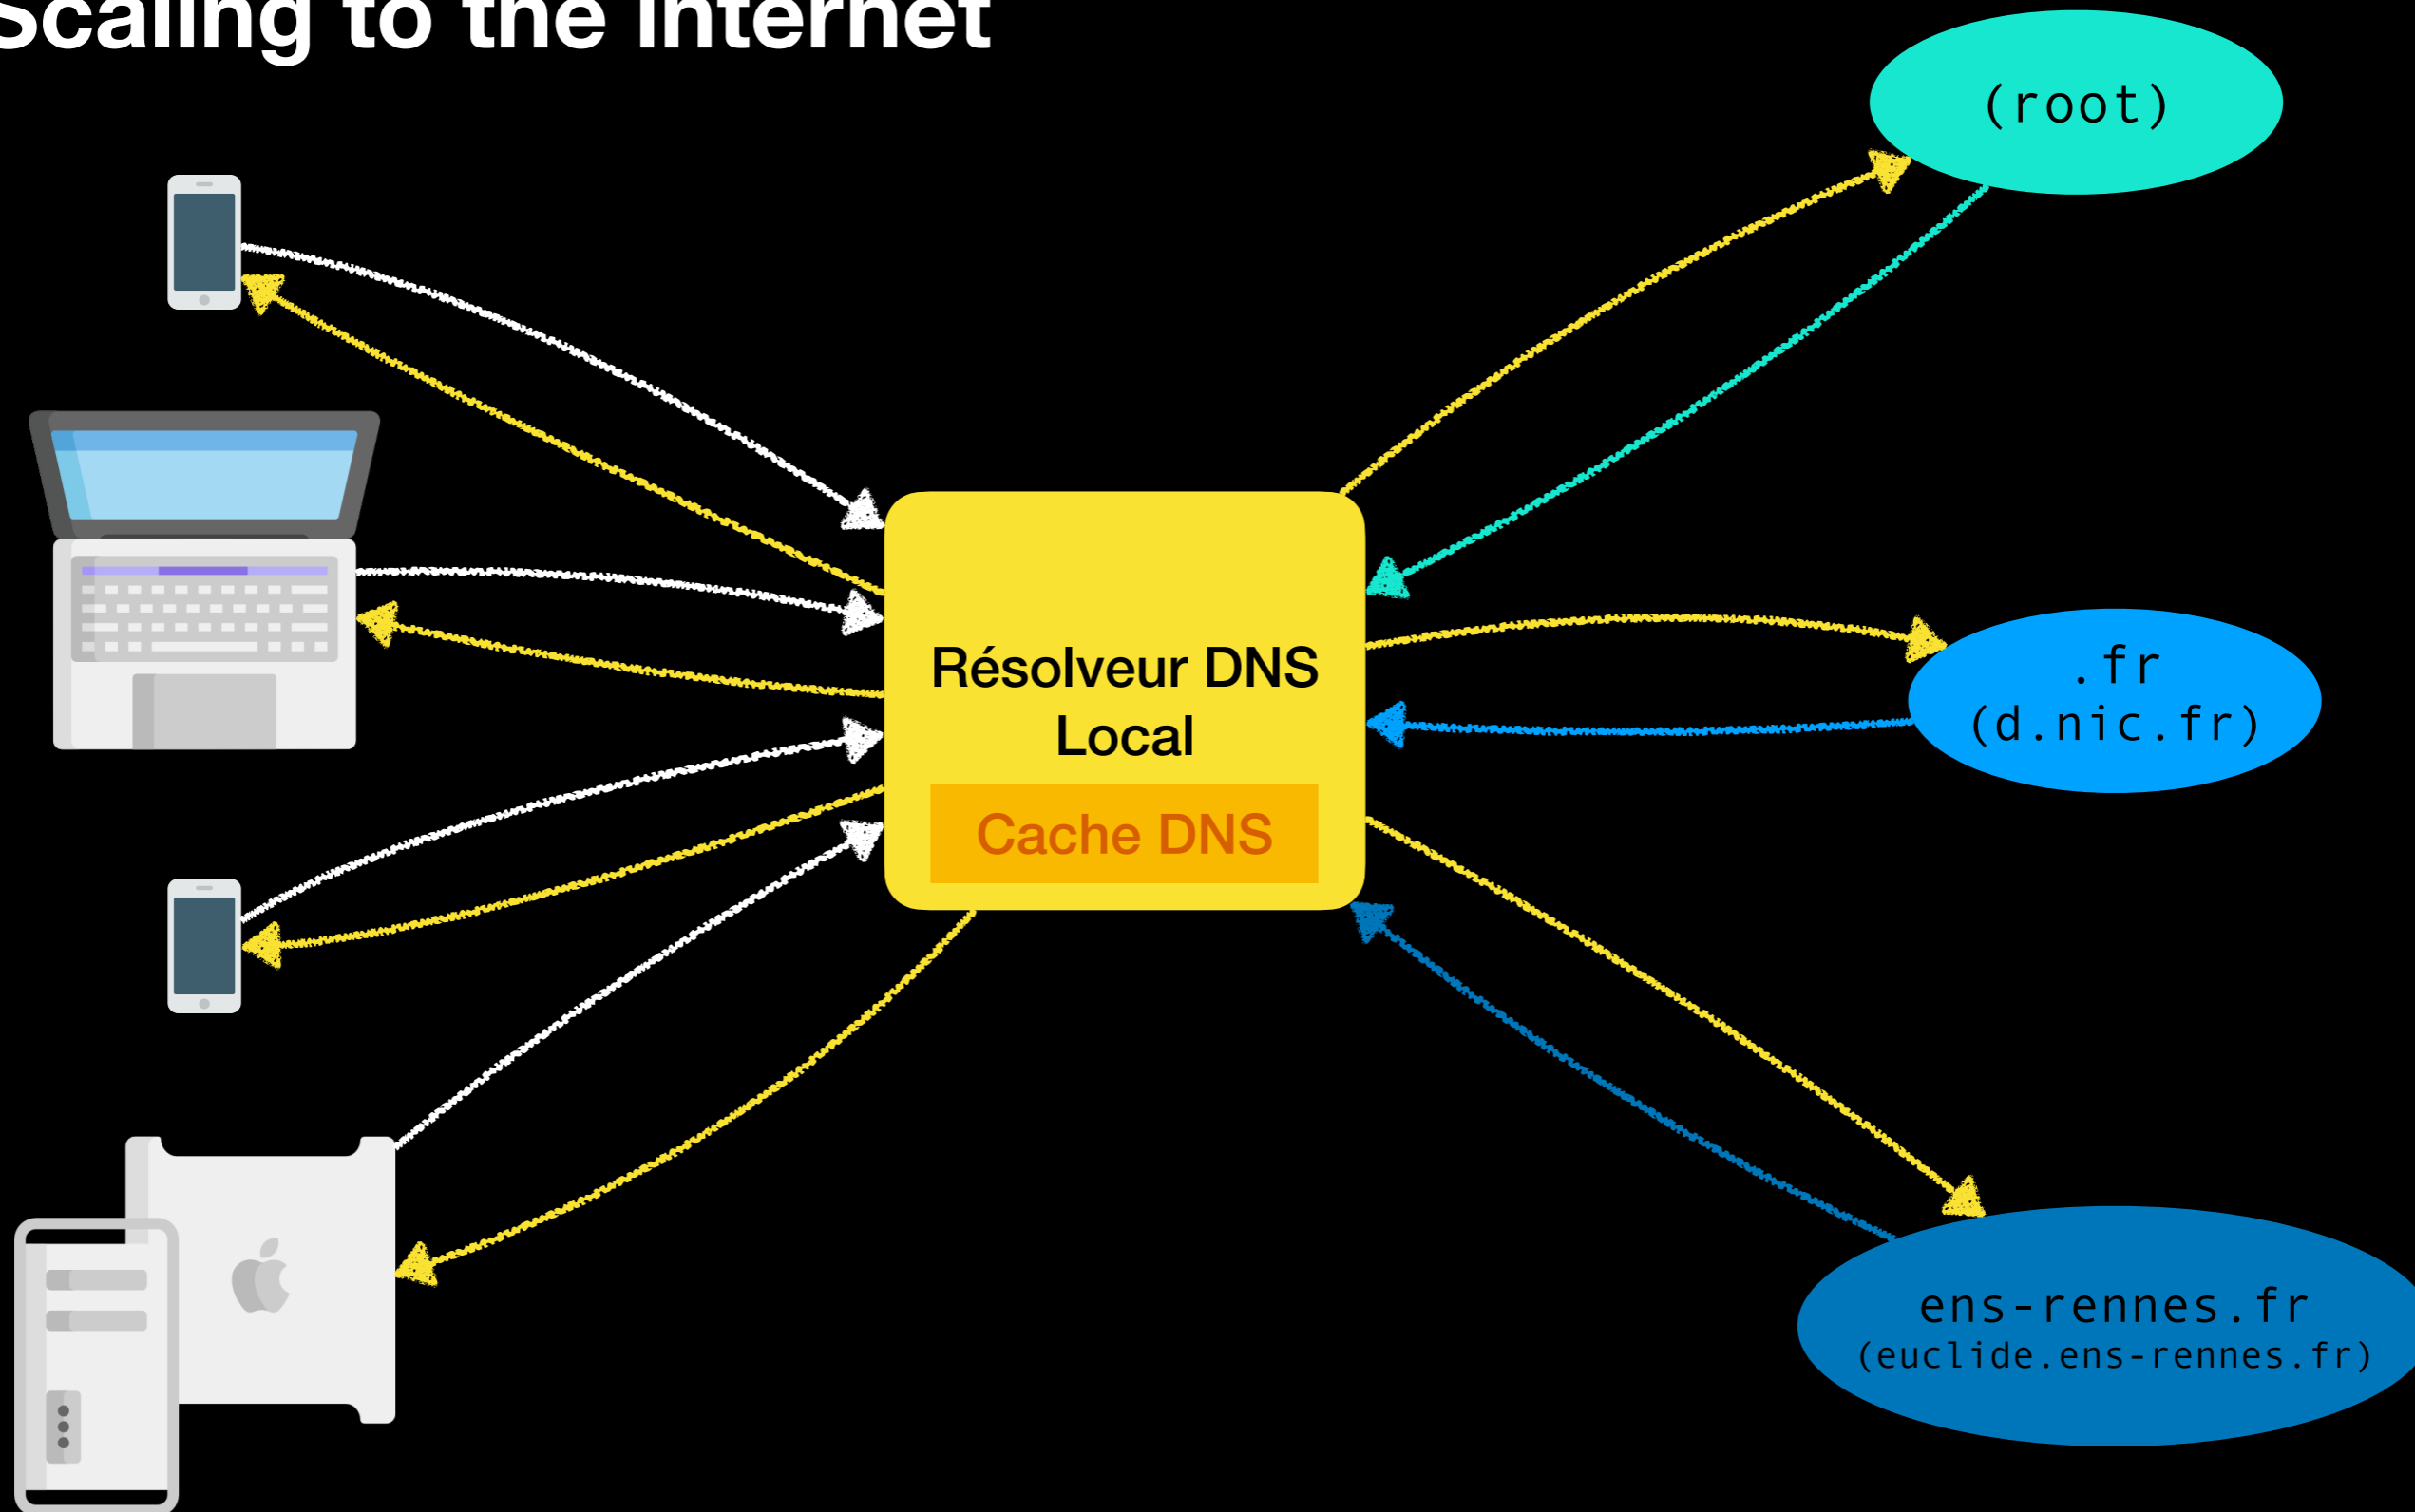 Scaling to the internet
(root)
Résolveur DNS
Local
Cache DNS
.fr
(d.nic.fr)
ens-rennes.fr
(euclide.ens-rennes.fr)